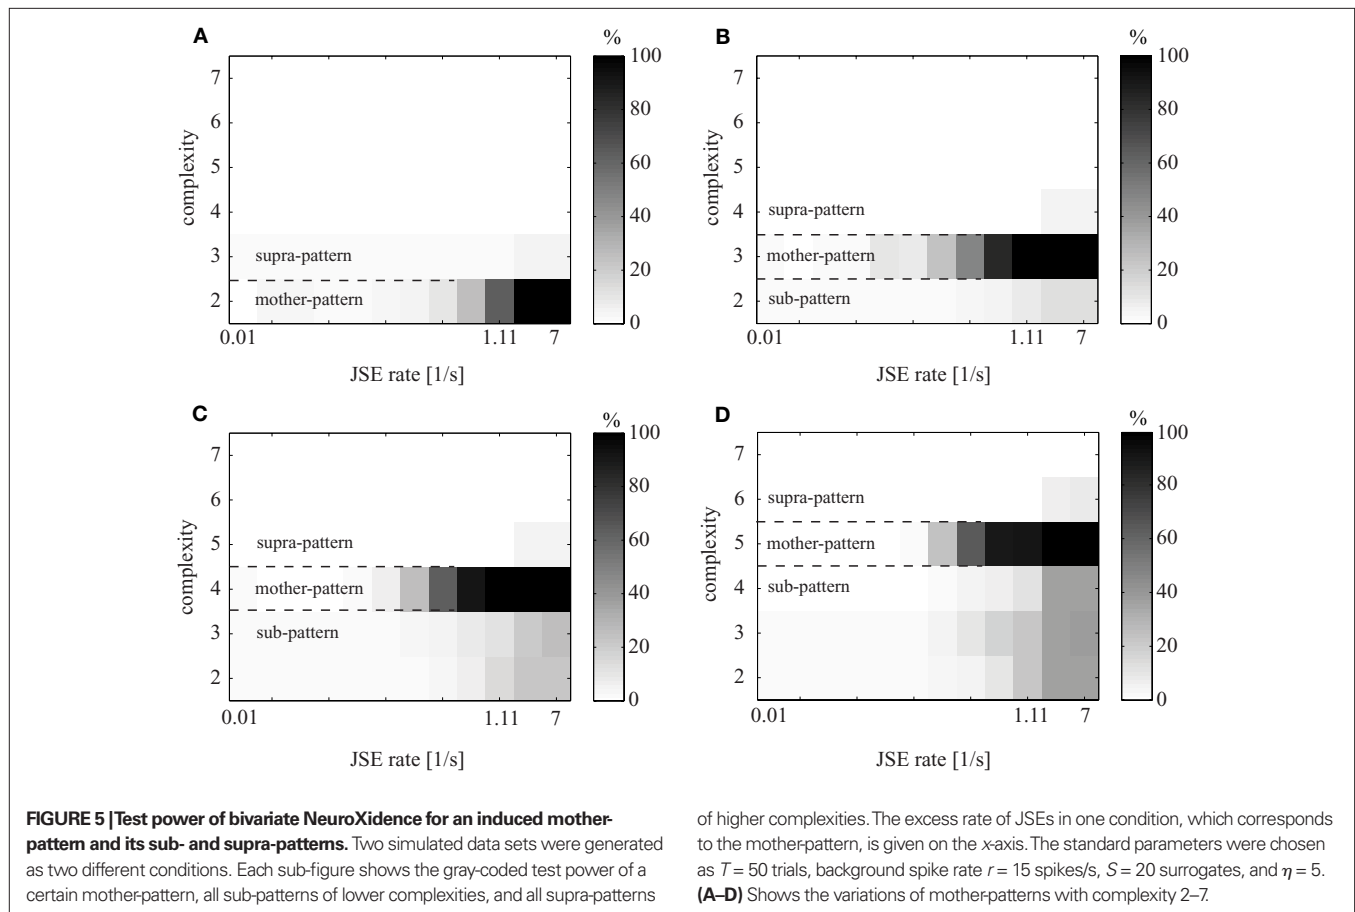 A
%
100
80
60
40
20
0
7
6
5
4
3
2
complexity
supra-pattern
mother-pattern
0.01
1.11
7
JSE rate [1/s]
B
%
100
80
60
40
20
0
7
6
5
4
3
2
complexity
supra-pattern
mother-pattern
sub-pattern
0.01
1.11
7
JSE rate [1/s]
C
%
100
80
60
40
20
0
7
6
5
4
3
2
complexity
supra-pattern
mother-pattern
sub-pattern
0.01
1.11
7
JSE rate [1/s]
D
%
100
80
60
40
20
0
7
6
5
4
3
2
complexity
supra-pattern
mother-pattern
sub-pattern
0.01
1.11
7
JSE rate [1/s]
FIGURE 5 | Test power of bivariate NeuroXidence for an induced mother-
pattern and its sub- and supra-patterns. Two simulated data sets were generated
as two different conditions. Each sub-figure shows the gray-coded test power of a
certain mother-pattern, all sub-patterns of lower complexities, and all supra-patterns
of higher complexities. The excess rate of JSEs in one condition, which corresponds
to the mother-pattern, is given on the x-axis. The standard parameters were chosen
as T = 50 trials, background spike rate r = 15 spikes/s, S = 20 surrogates, and η = 5.
(A–D) Shows the variations of mother-patterns with complexity 2–7.